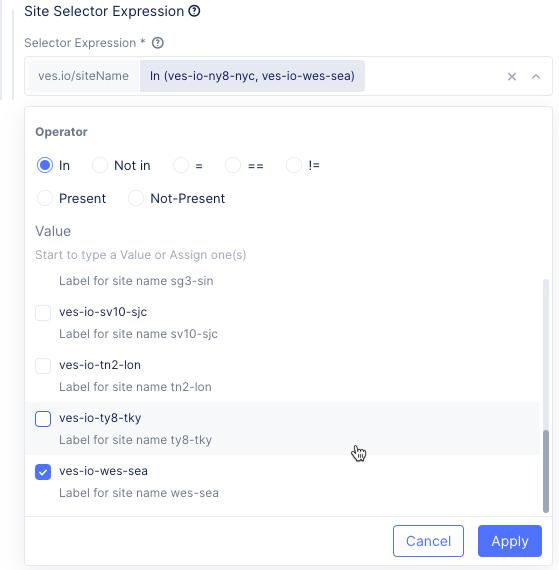 Site Selector Expression
Selector Expression *
ves.io/siteName In (ves-io-ny8-nyc, ves-io-wes-sea)
Operator
In Not in = == !=
Present Not-Present
Value
Start to type a Value or Assign one(s)
Label for site name sg3-sin
ves-io-sv10-sjc
Label for site name sv10-sjc
ves-io-tn2-lon
Label for site name tn2-lon
ves-io-ty8-tky
Label for site name ty8-tky
ves-io-wes-sea
Label for site name wes-sea
Cancel Apply